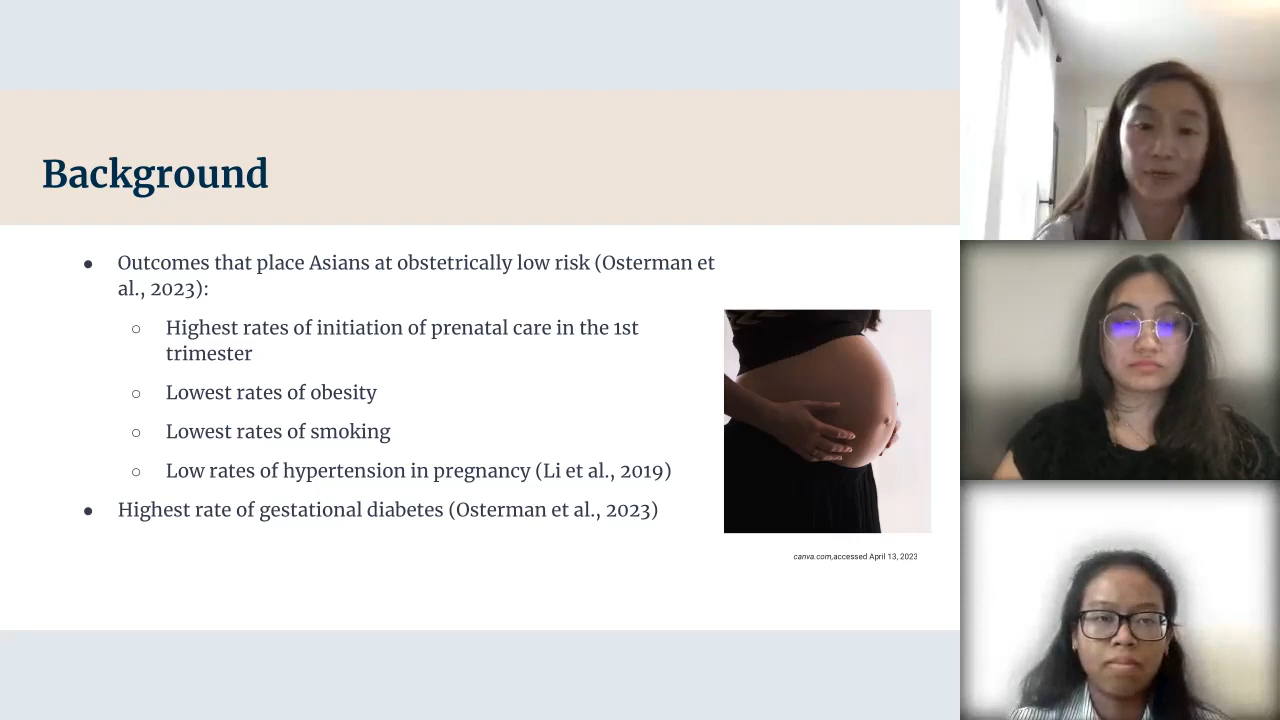 Background
● Outcomes that place Asians at obstetrically low risk (Osterman et
al., 2023):
○ Highest rates of initiation of prenatal care in the 1st
trimester
○ Lowest rates of obesity
○ Lowest rates of smoking
○ Low rates of hypertension in pregnancy (Li et al., 2019)
● Highest rate of gestational diabetes (Osterman et al., 2023)
canva.com,accessed April 13, 2023